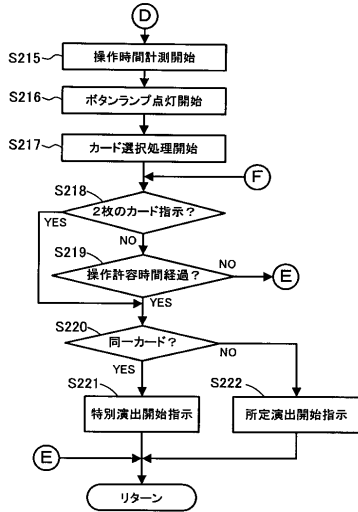 D
S215
操作時間計測開始
S216
ボタンランプ点灯開始
S217
カード選択処理開始
F
S218
2枚のカード指示?
YES
NO
S219
操作許容時間経過?
NO
E
YES
S220
同一カード?
NO
YES
S221
特別演出開始指示
S222
所定演出開始指示
E
リターン